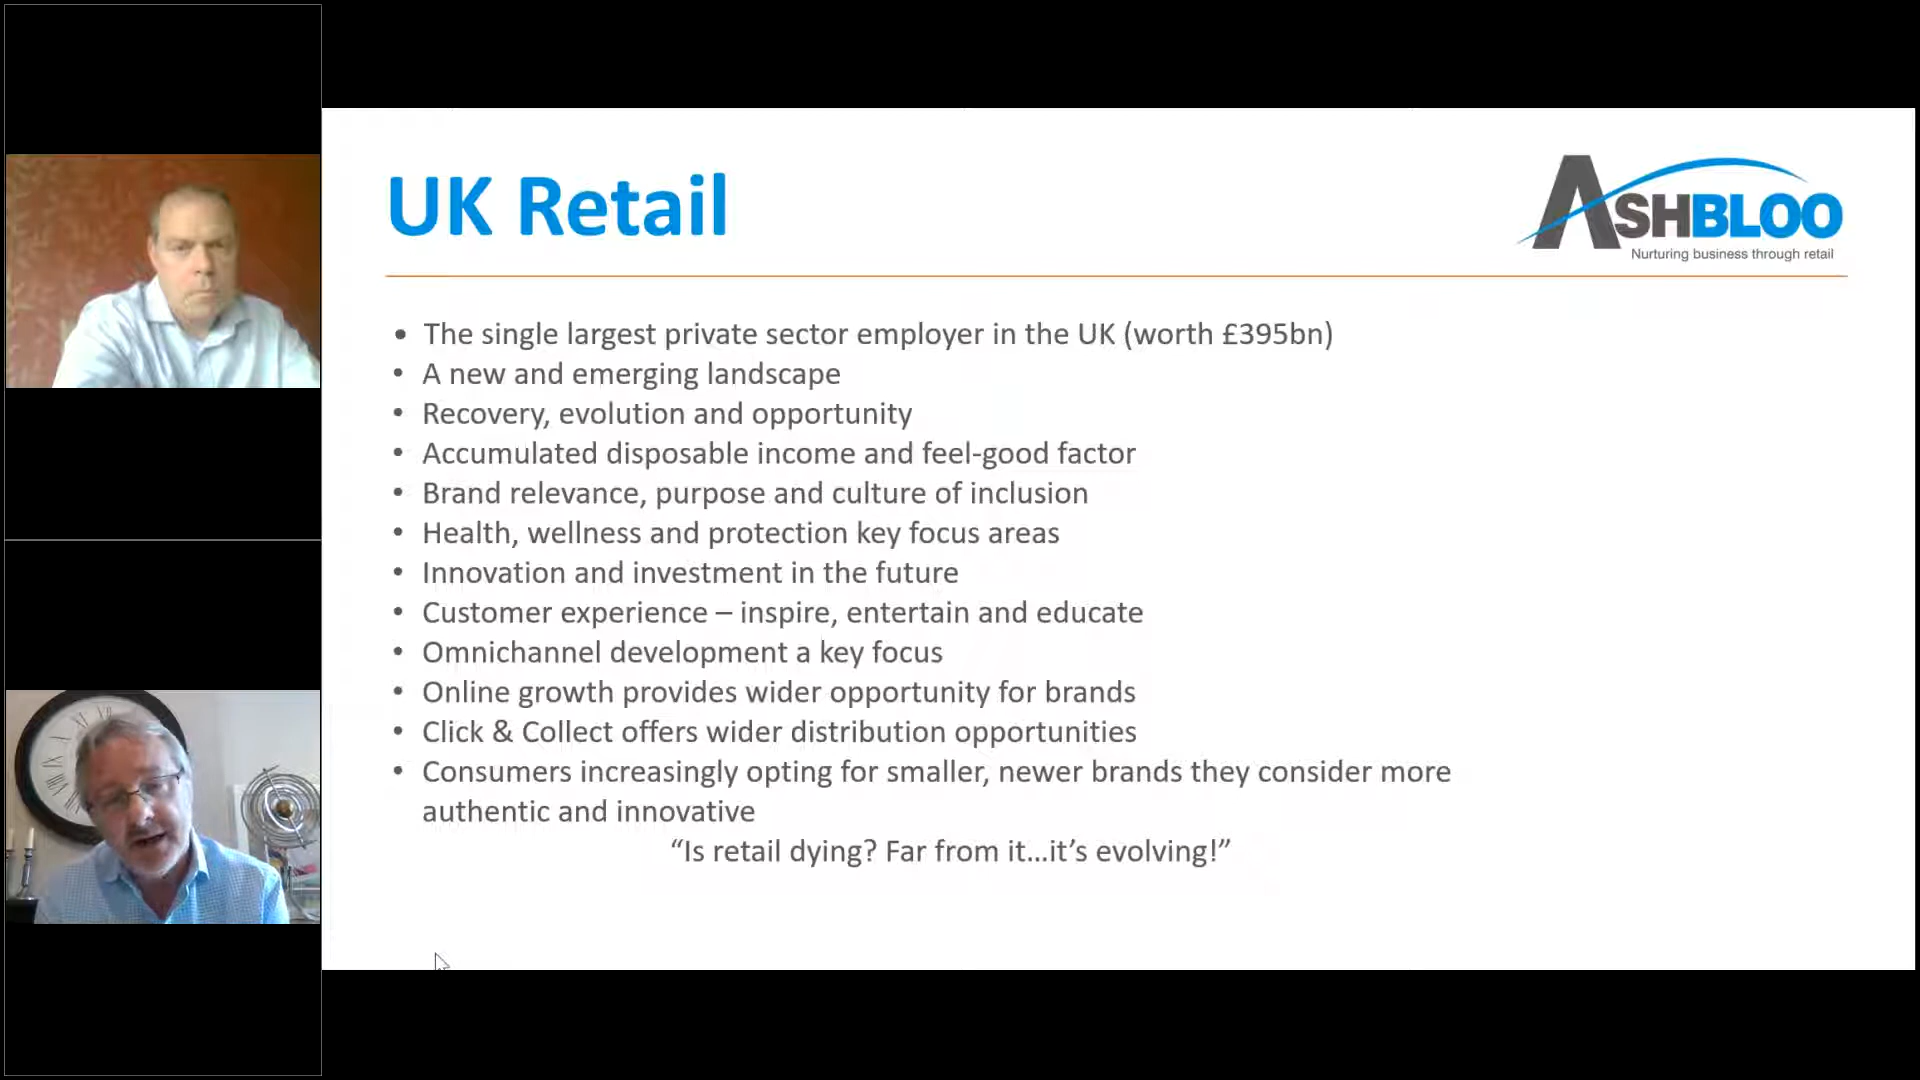 UK Retail
ASHBLOO
Nurturing business through retail
• The single largest private sector employer in the UK (worth £395bn)
• A new and emerging landscape
• Recovery, evolution and opportunity
• Accumulated disposable income and feel-good factor
• Brand relevance, purpose and culture of inclusion
• Health, wellness and protection key focus areas
• Innovation and investment in the future
• Customer experience – inspire, entertain and educate
• Omnichannel development a key focus
• Online growth provides wider opportunity for brands
• Click & Collect offers wider distribution opportunities
• Consumers increasingly opting for smaller, newer brands they consider more
authentic and innovative
“Is retail dying? Far from it...it’s evolving!”